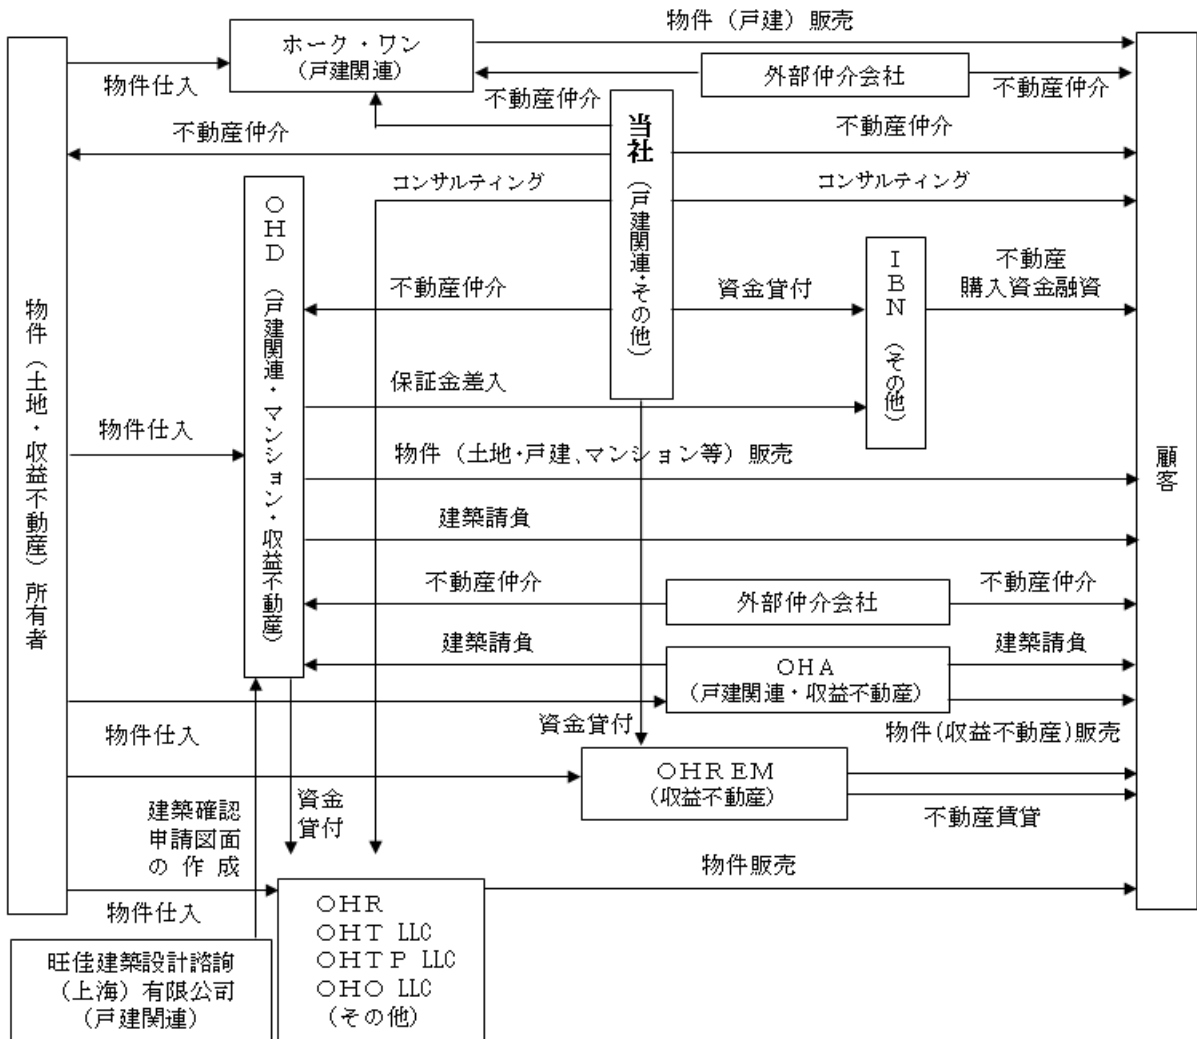 物件（戸建）販売
ホーク・ワン
（戸建関連）
物件仕入
外部仲介会社
不動産仲介
不動産仲介
不動産仲介
不動産仲介
当社（戸建関連・その他）
コンサルティング
コンサルティング
OHD（戸建関連・マンション・収益不動産）
物件（土地・収益不動産）所有者
顧客
IBN（その他）
不動産仲介
資金貸付
不動産
購入資金融資
保証金差入
物件仕入
物件（土地・戸建、マンション等）販売
建築請負
不動産仲介
外部仲介会社
不動産仲介
建築請負
OHA
（戸建関連・収益不動産）
建築請負
物件仕入
資金貸付
物件（収益不動産）販売
OHREM
（収益不動産）
不動産賃貸
資金
貸付
建築確認
申請図面
の作成
物件販売
物件仕入
OHR
OHT LLC
OHTP LLC
OHO LLC
（その他）
旺佳建築設計諮詢
（上海）有限公司
（戸建関連）